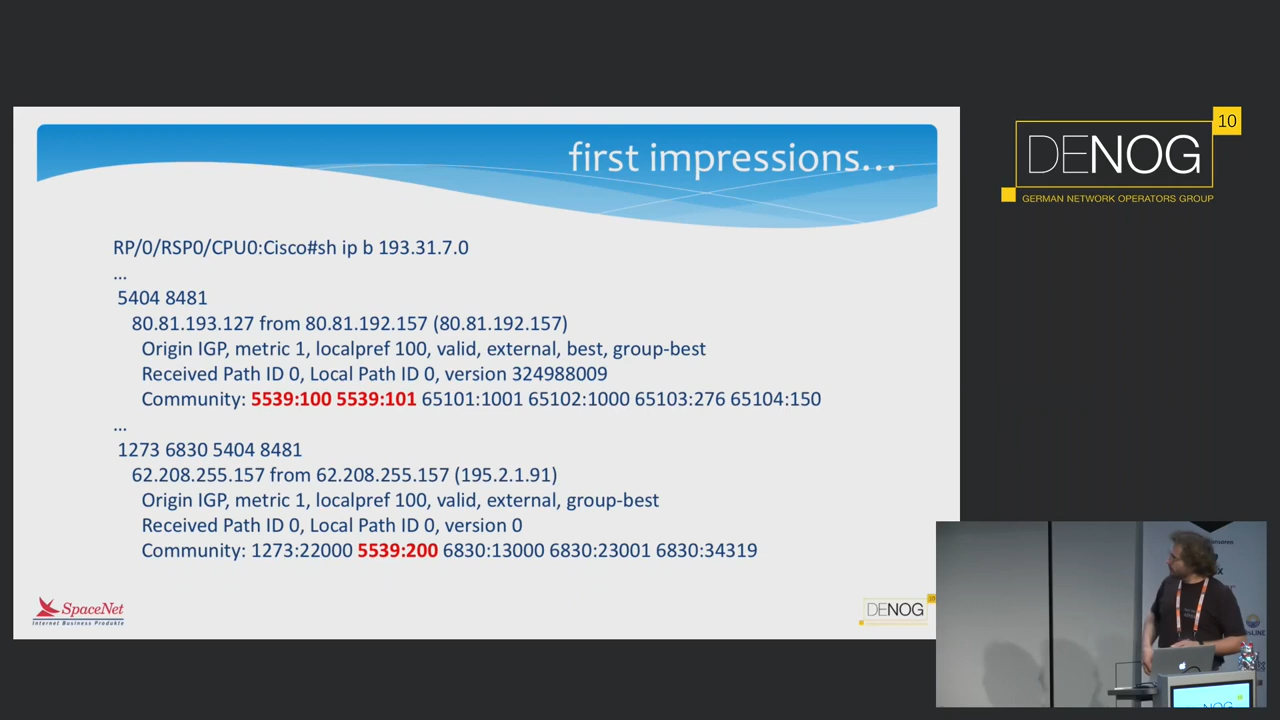 first impressions...
RP/0/RSP0/CPU0:Cisco#sh ip b 193.31.7.0
...
5404 8481
80.81.193.127 from 80.81.192.157 (80.81.192.157)
Origin IGP, metric 1, localpref 100, valid, external, best, group-best
Received Path ID 0, Local Path ID 0, version 324988009
Community: 5539:100 5539:101 65101:1001 65102:1000 65103:276 65104:150
...
1273 6830 5404 8481
62.208.255.157 from 62.208.255.157 (195.2.1.91)
Origin IGP, metric 1, localpref 100, valid, external, group-best
Received Path ID 0, Local Path ID 0, version 0
Community: 1273:22000 5539:200 6830:13000 6830:23001 6830:34319
SpaceNet
Internet Business Produkte
DENOG
10
DENOG
10
GERMAN NETWORK OPERATORS GROUP